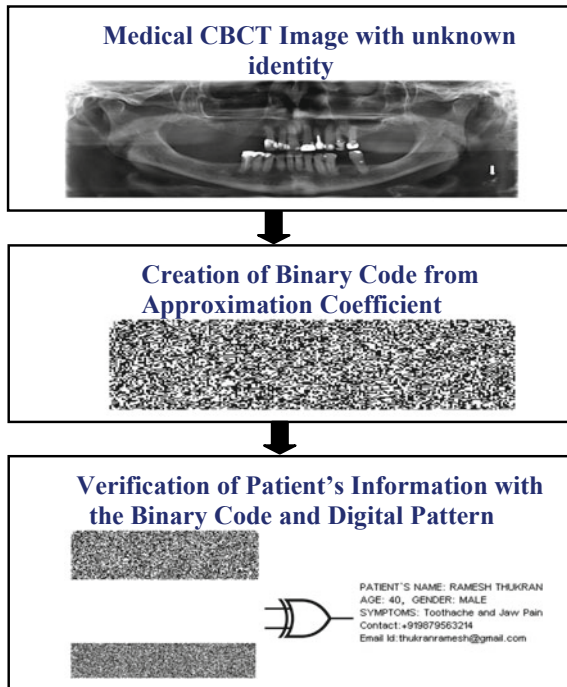 Medical CBCT Image with unknown
identity
Creation of Binary Code from
Approximation Coefficient
Verification of Patient's Information with
the Binary Code and Digital Pattern
PATIENT`S NAME: RAMESH THUKRAN
AGE: 40, GENDER: MALE
SYMPTOMS: Toothache and Jaw Pain
Contact:+919879563214
Email Id:thukranramesh@gmail.com